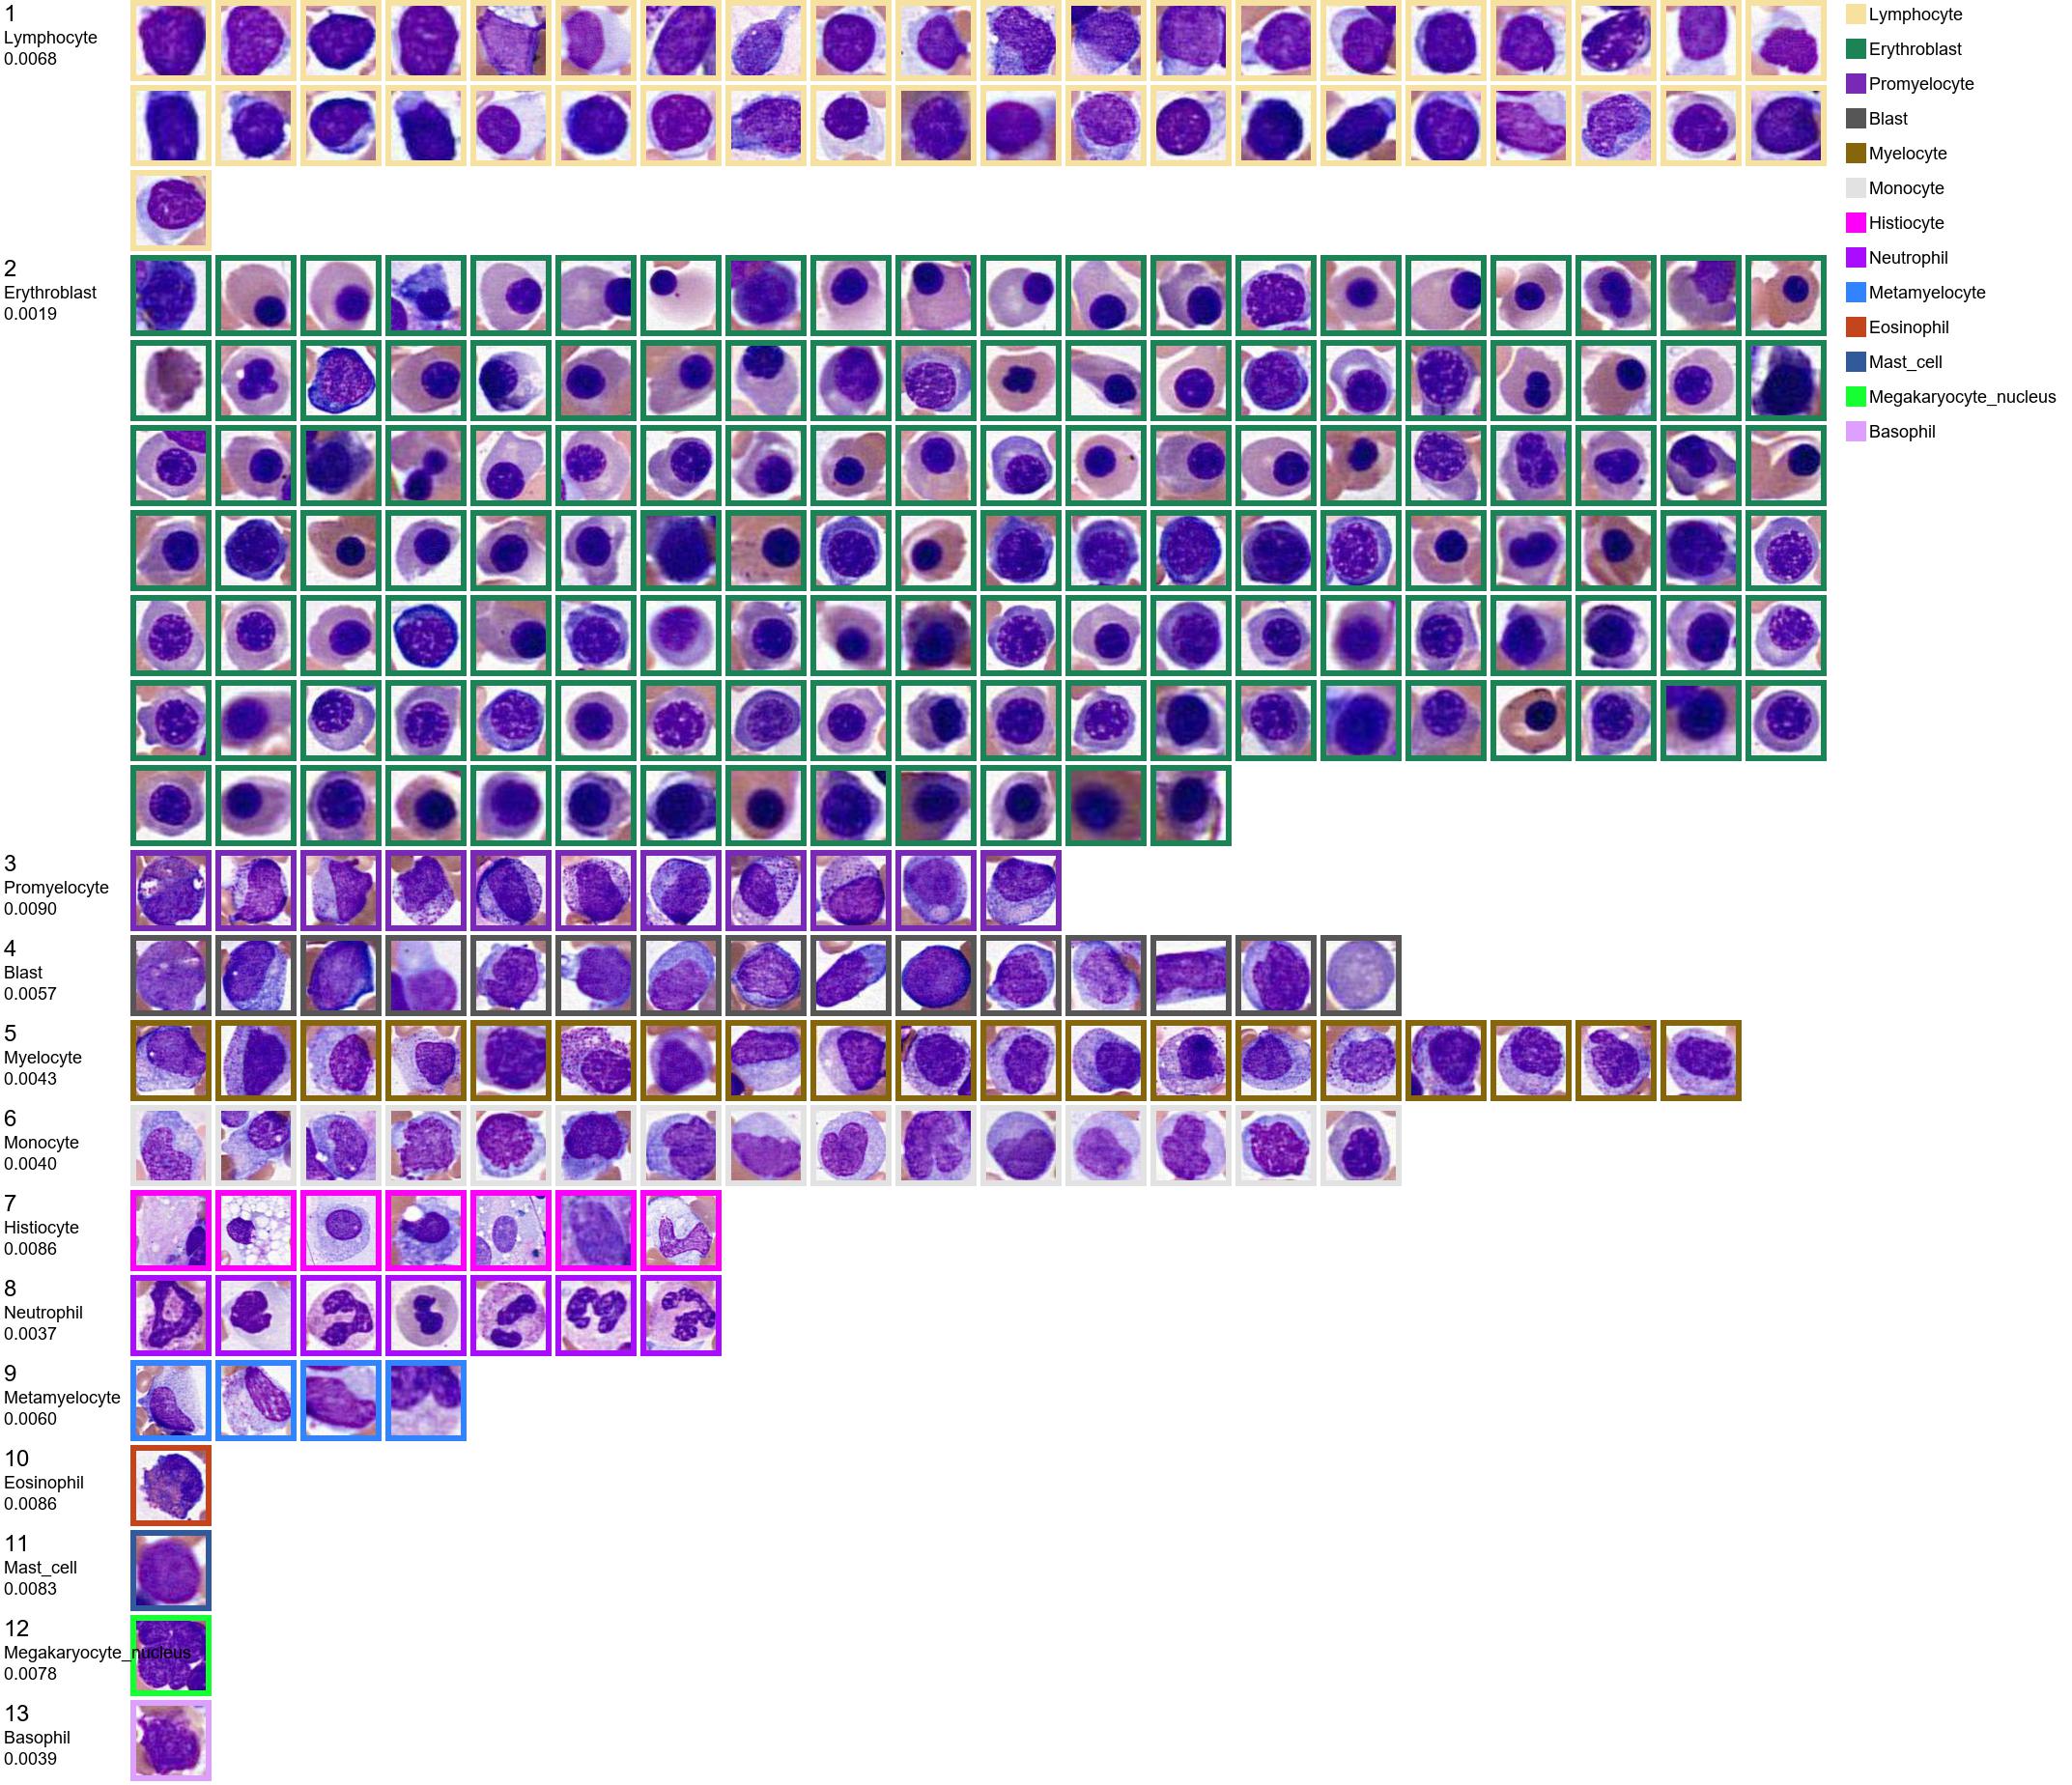 1
Lymphocyte
0.0068
2
Erythroblast
0.0019
3
Promyelocyte
0.0090
4
Blast
0.0057
5
Myelocyte
0.0043
6
Monocyte
0.0040
7
Histiocyte
0.0086
8
Neutrophil
0.0037
9
Metamyelocyte
0.0060
10
Eosinophil
0.0086
11
Mast_cell
0.0083
12
Megakaryocyte_nucleus
0.0078
13
Basophil
0.0039
Lymphocyte
Erythroblast
Promyelocyte
Blast
Myelocyte
Monocyte
Histiocyte
Neutrophil
Metamyelocyte
Eosinophil
Mast_cell
Megakaryocyte_nucleus
Basophil